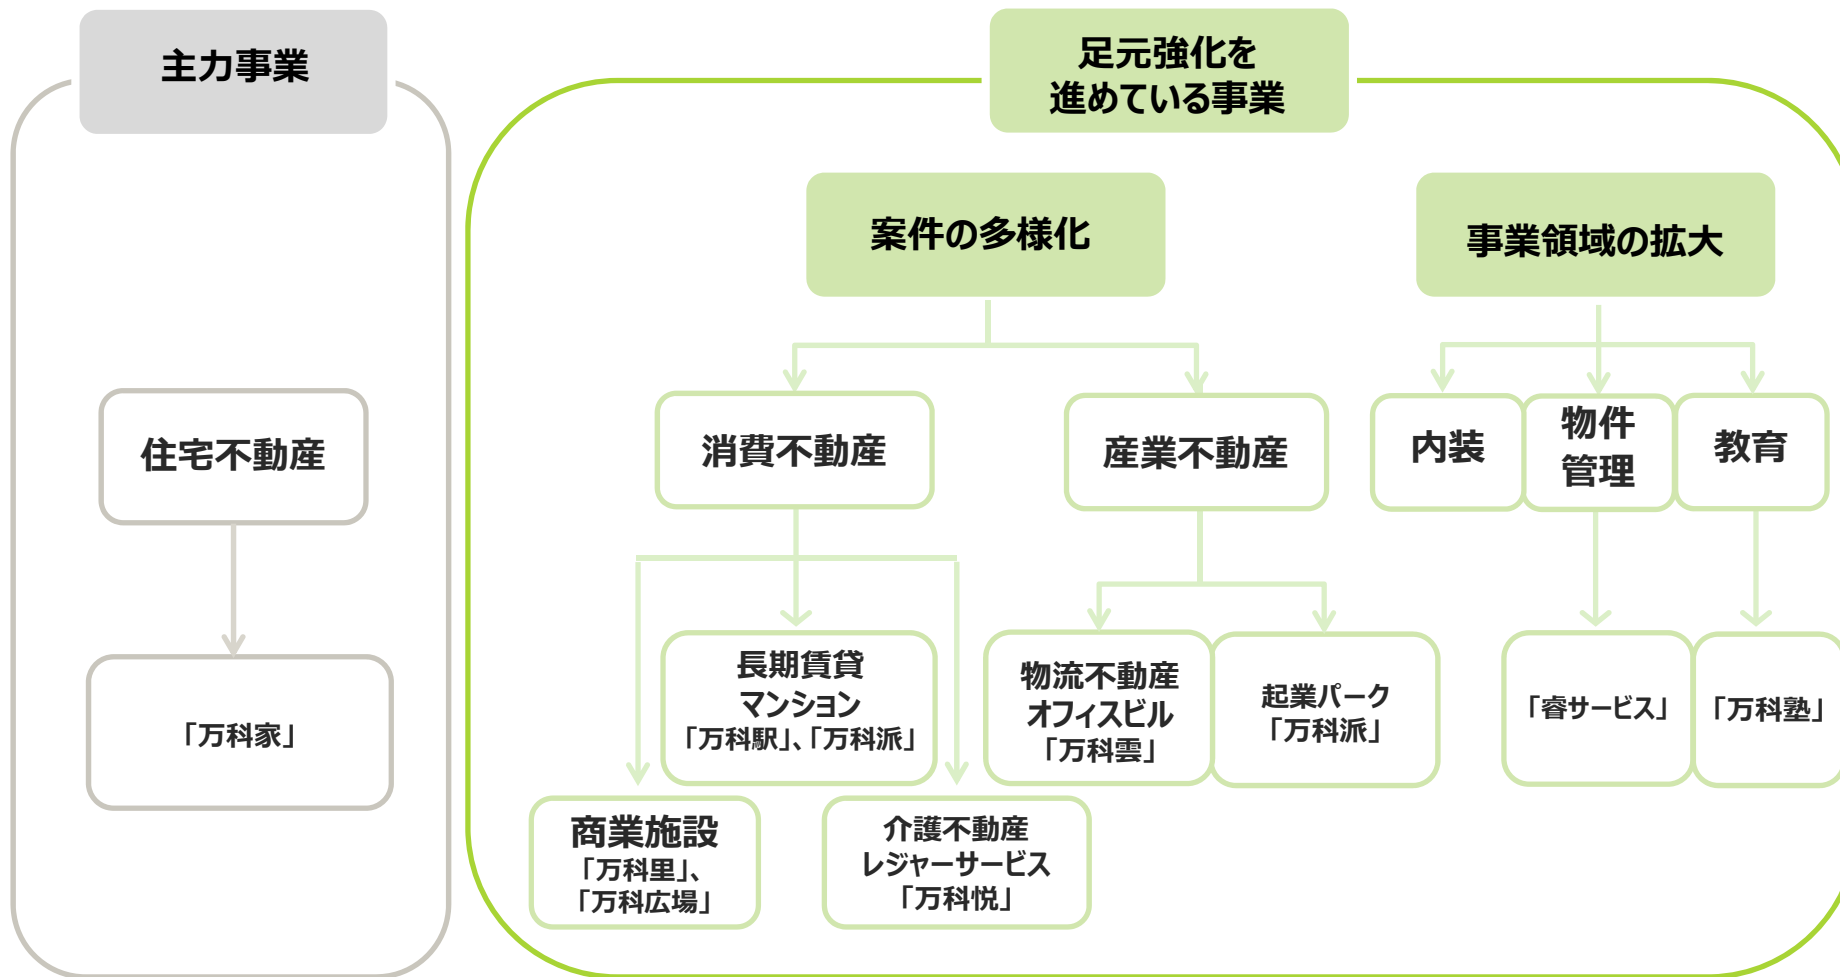 主力事業
足元強化を
進めている事業
案件の多様化
事業領域の拡大
住宅不動産
消費不動産
産業不動産
内装
物件
管理
教育
「万科家」
長期賃貸
マンション
「万科駅」、「万科派」
物流不動産
オフィスビル
「万科雲」
起業パーク
「万科派」
「睿サービス」
「万科塾」
商業施設
「万科里」、
「万科広場」
介護不動産
レジャーサービス
「万科悦」